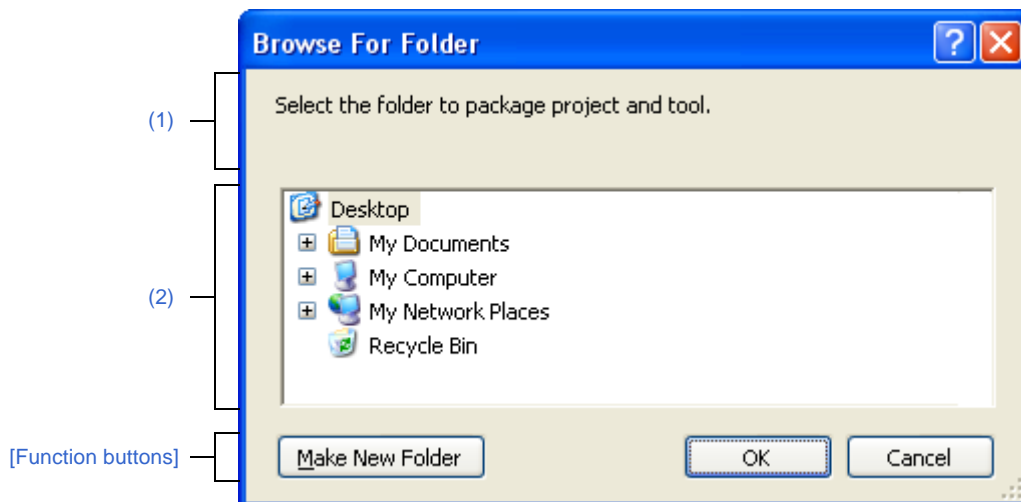 Browse For Folder
(1)
Select the folder to package project and tool.
(2)
Desktop
My Documents
My Computer
My Network Places
Recycle Bin
[Function buttons]
Make New Folder OK Cancel